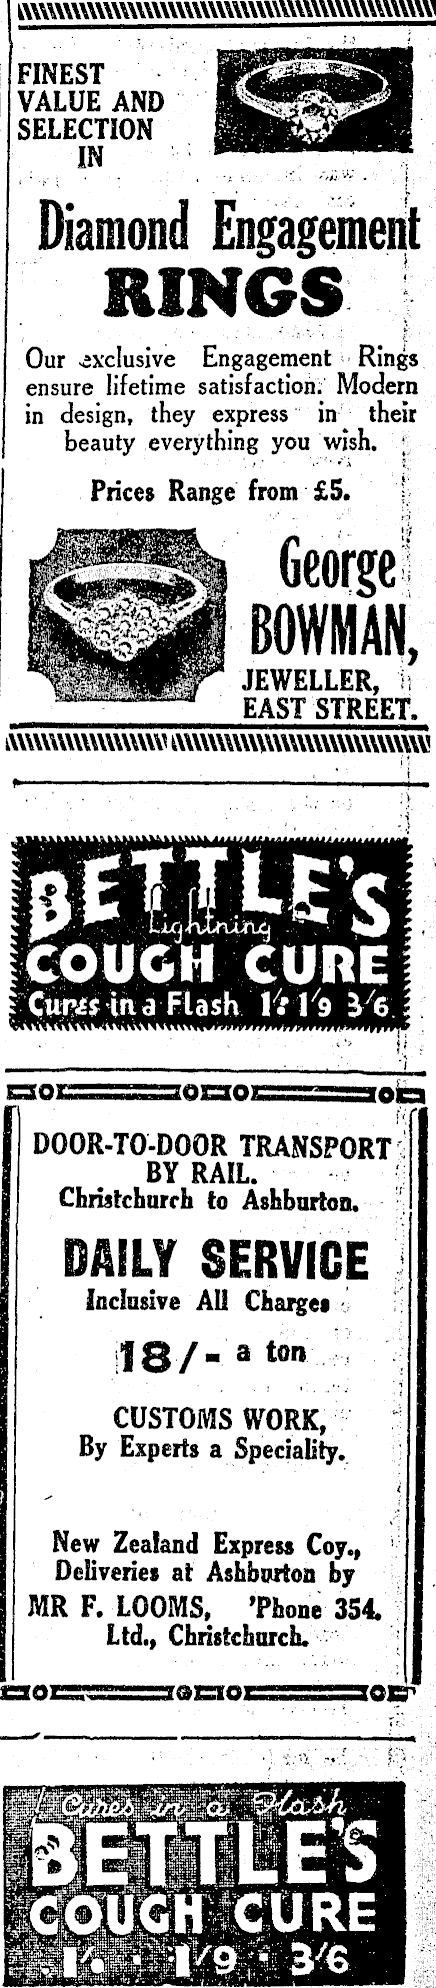 FINEST
VALUE AND
SELECTION
IN
Diamond Engagement
RINGS
Our exclusive Engagement Rings
ensure lifetime satisfaction. Modern
in design, they express in their
beauty everything you wish.
Prices Range from £5.
George
BOWMAN,
JEWELLER,
EAST STREET.
BETTLE'S
Lightning
COUGH CURE
Cures in a Flash 1/- 1/9 3/6
DOOR-TO-DOOR TRANSPORT
BY RAIL.
Christchurch to Ashburton.
DAILY SERVICE
Inclusive All Charges
18/- a ton
CUSTOMS WORK,
By Experts a Speciality.
New Zealand Express Coy.,
Deliveries at Ashburton by
MR F. LOOMS, 'Phone 354.
Ltd., Christchurch.
Cures in a Flash
BETTLE'S
COUGH CURE
1/- · 1/9 · 3/6